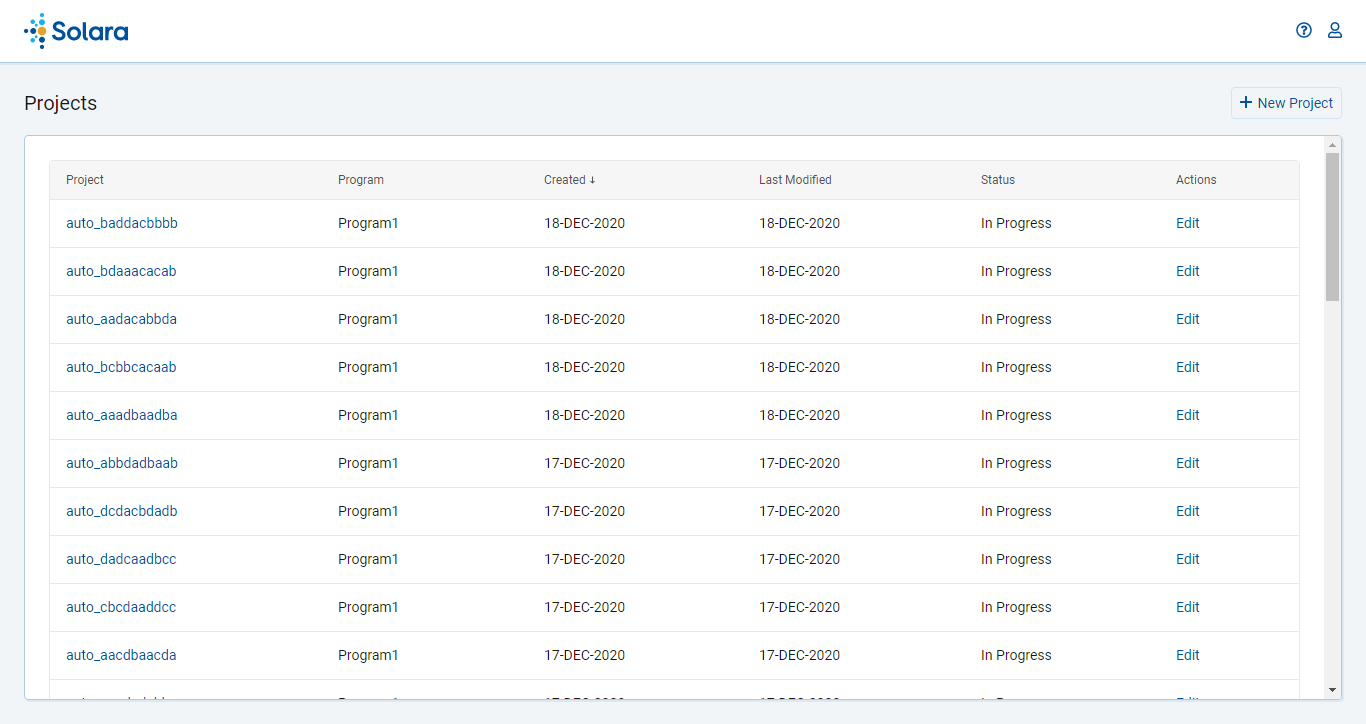 Solara
Projects
+ New Project
Project Program Created ↓ Last Modified Status Actions
auto_baddacbbbb Program1 18-DEC-2020 18-DEC-2020 In Progress Edit
auto_bdaaacacab Program1 18-DEC-2020 18-DEC-2020 In Progress Edit
auto_aadacabbda Program1 18-DEC-2020 18-DEC-2020 In Progress Edit
auto_bcbbcacaab Program1 18-DEC-2020 18-DEC-2020 In Progress Edit
auto_aaadbaadba Program1 18-DEC-2020 18-DEC-2020 In Progress Edit
auto_abbdadbaab Program1 17-DEC-2020 17-DEC-2020 In Progress Edit
auto_dcdacbdadb Program1 17-DEC-2020 17-DEC-2020 In Progress Edit
auto_dadcaadbcc Program1 17-DEC-2020 17-DEC-2020 In Progress Edit
auto_cbcdaaddcc Program1 17-DEC-2020 17-DEC-2020 In Progress Edit
auto_aacdbaacda Program1 17-DEC-2020 17-DEC-2020 In Progress Edit